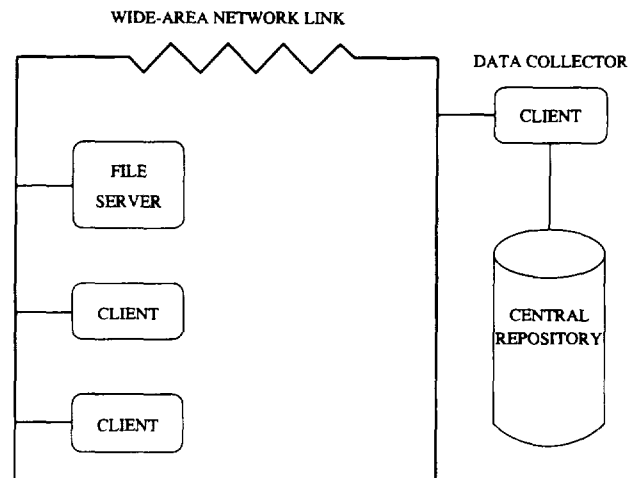 WIDE-AREA NETWORK LINK
DATA COLLECTOR
CLIENT
FILE
SERVER
CLIENT
CENTRAL
REPOSITORY
CLIENT